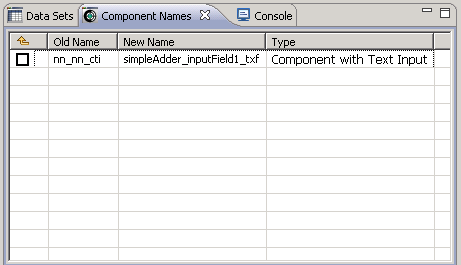 Data Sets Component Names Console
Old Name New Name Type
nn_nn_cti simpleAdder_inputField1_txf Component with Text Input